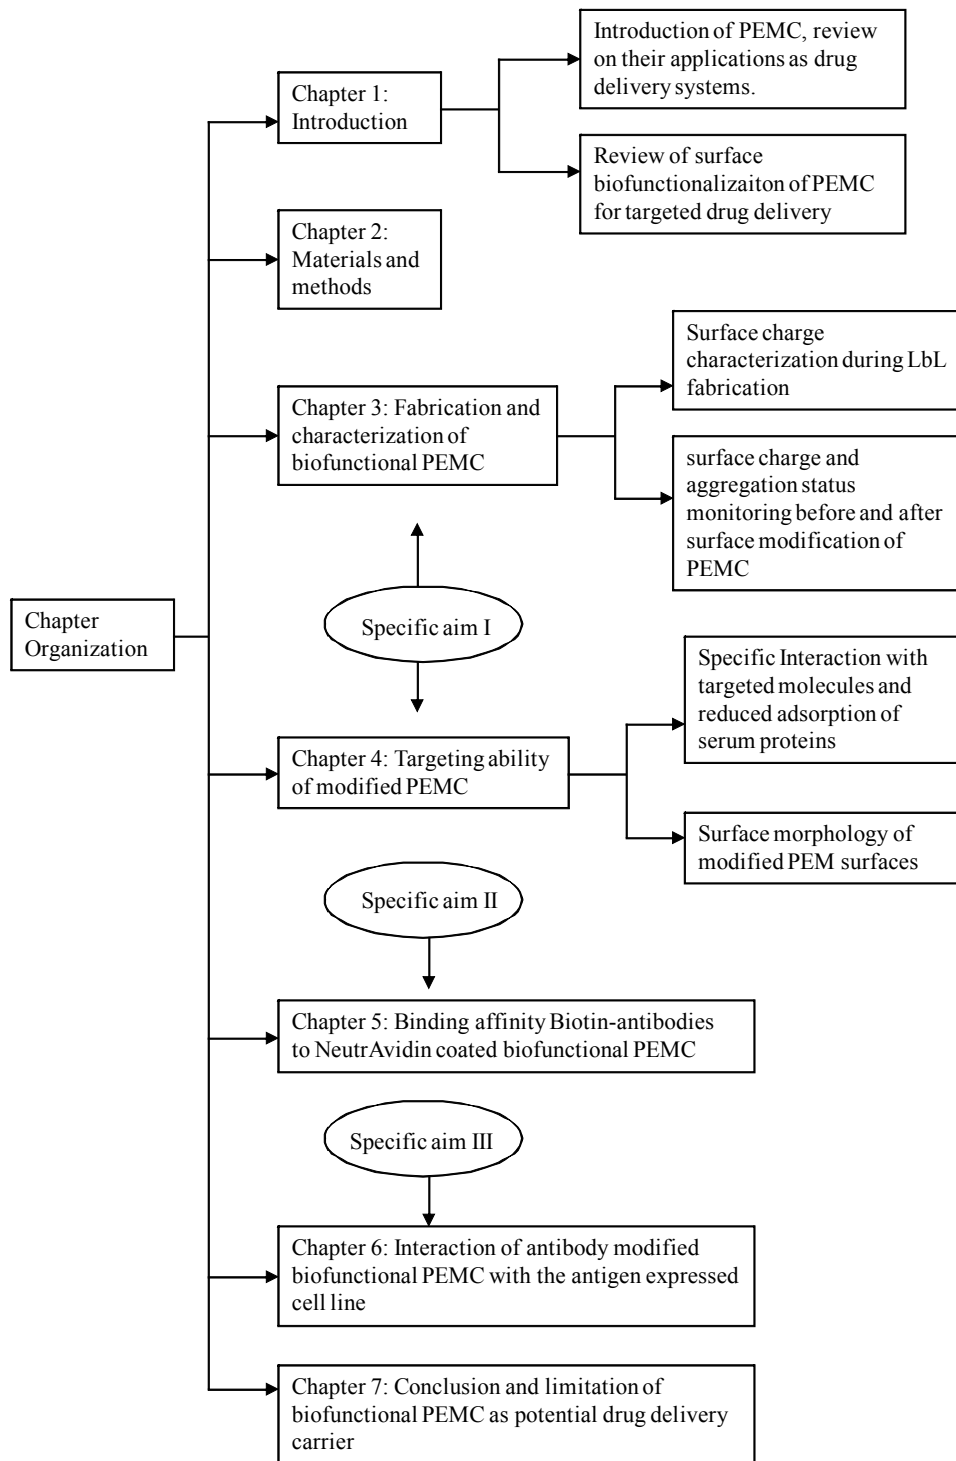 Introduction of PEMC, review
on their applications as drug
delivery systems.
Chapter 1:
Introduction
Review of surface
biofunctionalizaiton of PEMC
for targeted drug delivery
Chapter 2:
Materials and
methods
Surface charge
characterization during LbL
fabrication
Chapter 3: Fabrication and
characterization of
biofunctional PEMC
surface charge and
aggregation status
monitoring before and after
surface modification of
PEMC
Specific aim I
Chapter
Organization
Specific Interaction with
targeted molecules and
reduced adsorption of
serum proteins
Chapter 4: Targeting ability
of modified PEMC
Surface morphology of
modified PEM surfaces
Specific aim II
Chapter 5: Binding affinity Biotin-antibodies
to NeutrAvidin coated biofunctional PEMC
Specific aim III
Chapter 6: Interaction of antibody modified
biofunctional PEMC with the antigen expressed
cell line
Chapter 7: Conclusion and limitation of
biofunctional PEMC as potential drug delivery
carrier